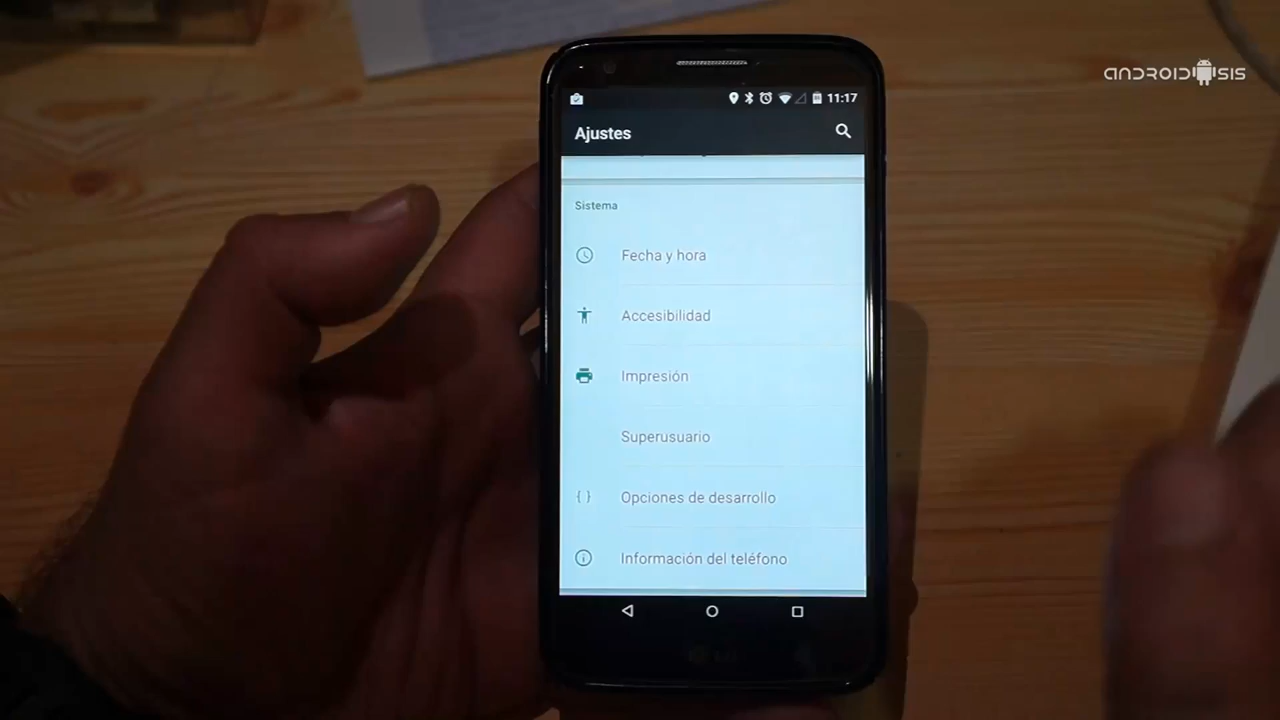 ANDROIDSIS
11:17
Ajustes
Sistema
Fecha y hora
Accesibilidad
Impresión
Superusuario
Opciones de desarrollo
Información del teléfono